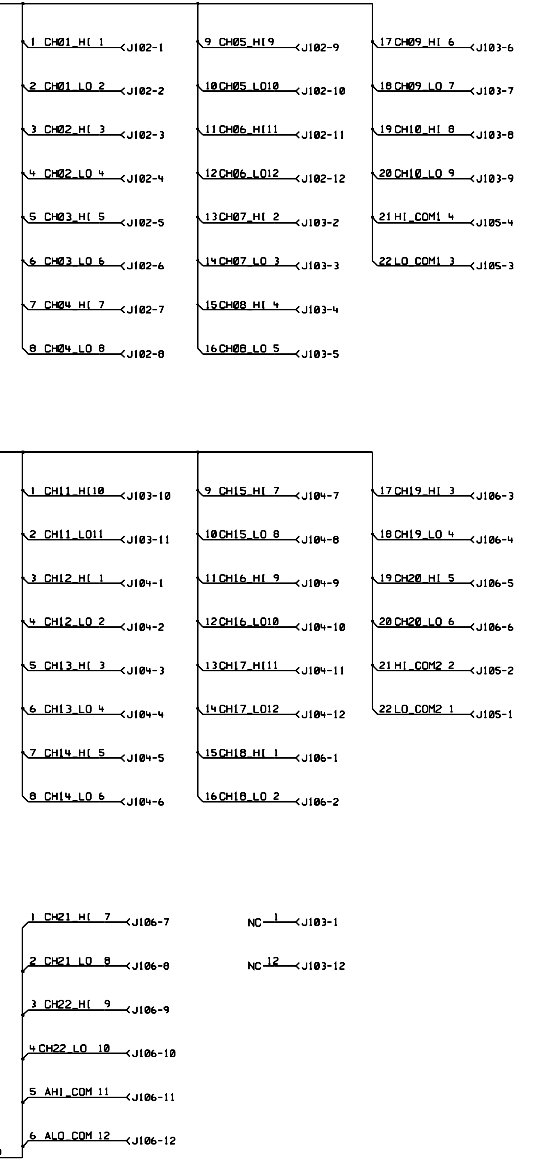 1 CH01_HI 1 J102-1
2 CH01_LO 2 J102-2
3 CH02_HI 3 J102-3
4 CH02_LO 4 J102-4
5 CH03_HI 5 J102-5
6 CH03_LO 6 J102-6
7 CH04_HI 7 J102-7
8 CH04_LO 8 J102-8
9 CH05_HI 9 J102-9
10 CH05_LO 10 J102-10
11 CH06_HI 11 J102-11
12 CH06_LO 12 J102-12
13 CH07_HI 2 J103-2
14 CH07_LO 3 J103-3
15 CH08_HI 4 J103-4
16 CH08_LO 5 J103-5
17 CH09_HI 6 J103-6
18 CH09_LO 7 J103-7
19 CH10_HI 8 J103-8
20 CH10_LO 9 J103-9
21 HI_COM1 4 J105-4
22 LO_COM1 3 J105-3
1 CH11_HI 10 J103-10
2 CH11_LO 11 J103-11
3 CH12_HI 1 J104-1
4 CH12_LO 2 J104-2
5 CH13_HI 3 J104-3
6 CH13_LO 4 J104-4
7 CH14_HI 5 J104-5
8 CH14_LO 6 J104-6
9 CH15_HI 7 J104-7
10 CH15_LO 8 J104-8
11 CH16_HI 9 J104-9
12 CH16_LO 10 J104-10
13 CH17_HI 11 J104-11
14 CH17_LO 12 J104-12
15 CH18_HI 1 J106-1
16 CH18_LO 2 J106-2
17 CH19_HI 3 J106-3
18 CH19_LO 4 J106-4
19 CH20_HI 5 J106-5
20 CH20_LO 6 J106-6
21 HI_COM2 2 J105-2
22 LO_COM2 1 J105-1
1 CH21_HI 7 J106-7
2 CH21_LO 8 J106-8
3 CH22_HI 9 J106-9
4 CH22_LO 10 J106-10
5 AHI_COM 11 J106-11
6 ALO_COM 12 J106-12
NC 1 J103-1
NC 12 J103-12